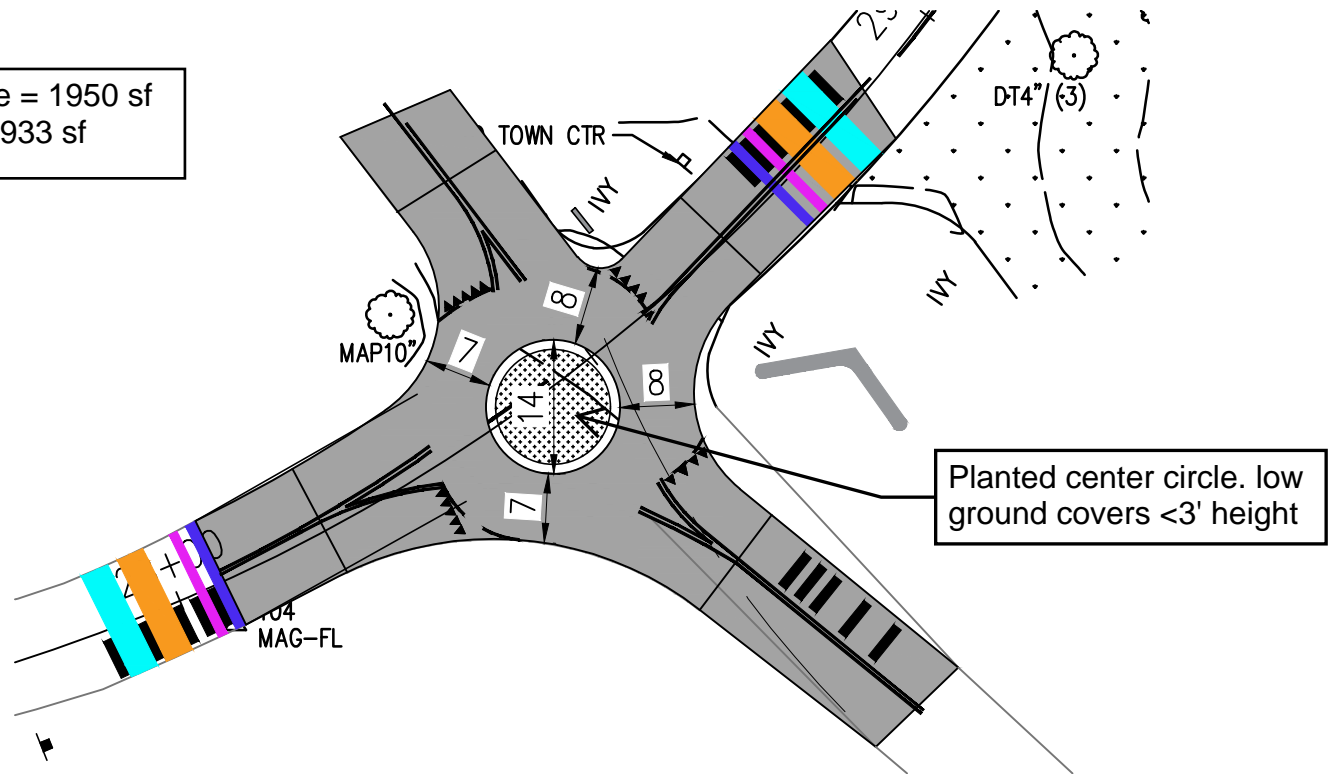 e = 1950 sf
933 sf
TOWN CTR
IVY
DT4" (3)
IVY
IVY
MAP10"
8
7
14'
8
7
Planted center circle. low
ground covers <3' height
104
MAG-FL